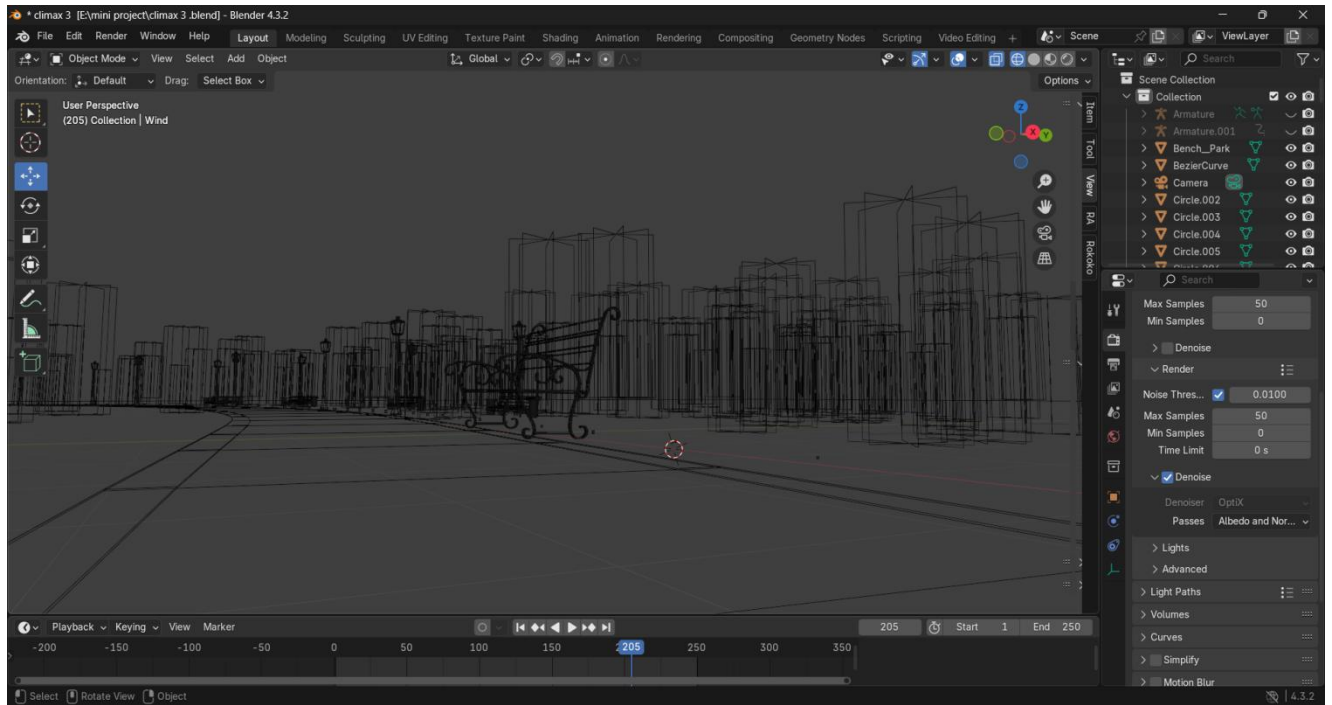 * climax 3 [E:\mini project\climax 3 .blend] - Blender 4.3.2
File Edit Render Window Help Layout Modeling Sculpting UV Editing Texture Paint Shading Animation Rendering Compositing Geometry Nodes Scripting Video Editing + Scene ViewLayer
Object Mode View Select Add Object Global Search
Orientation: Default Drag: Select Box Options
User Perspective
(205) Collection | Wind
Z
X
Y
Item
Tool
View
RA
Rokoko
Scene Collection
Collection
Armature
Armature.001
Bench__Park
BezierCurve
Camera
Circle.002
Circle.003
Circle.004
Circle.005
Search
Max Samples 50
Min Samples 0
Denoise
Render
Noise Thres... 0.0100
Max Samples 50
Min Samples 0
Time Limit 0 s
Denoise
Denoiser OptiX
Passes Albedo and Nor...
Lights
Advanced
Light Paths
Volumes
Curves
Simplify
Motion Blur
Playback Keying View Marker 205 Start 1 End 250
-200 -150 -100 -50 0 50 100 150 205 250 300 350
Select Rotate View Object 4.3.2